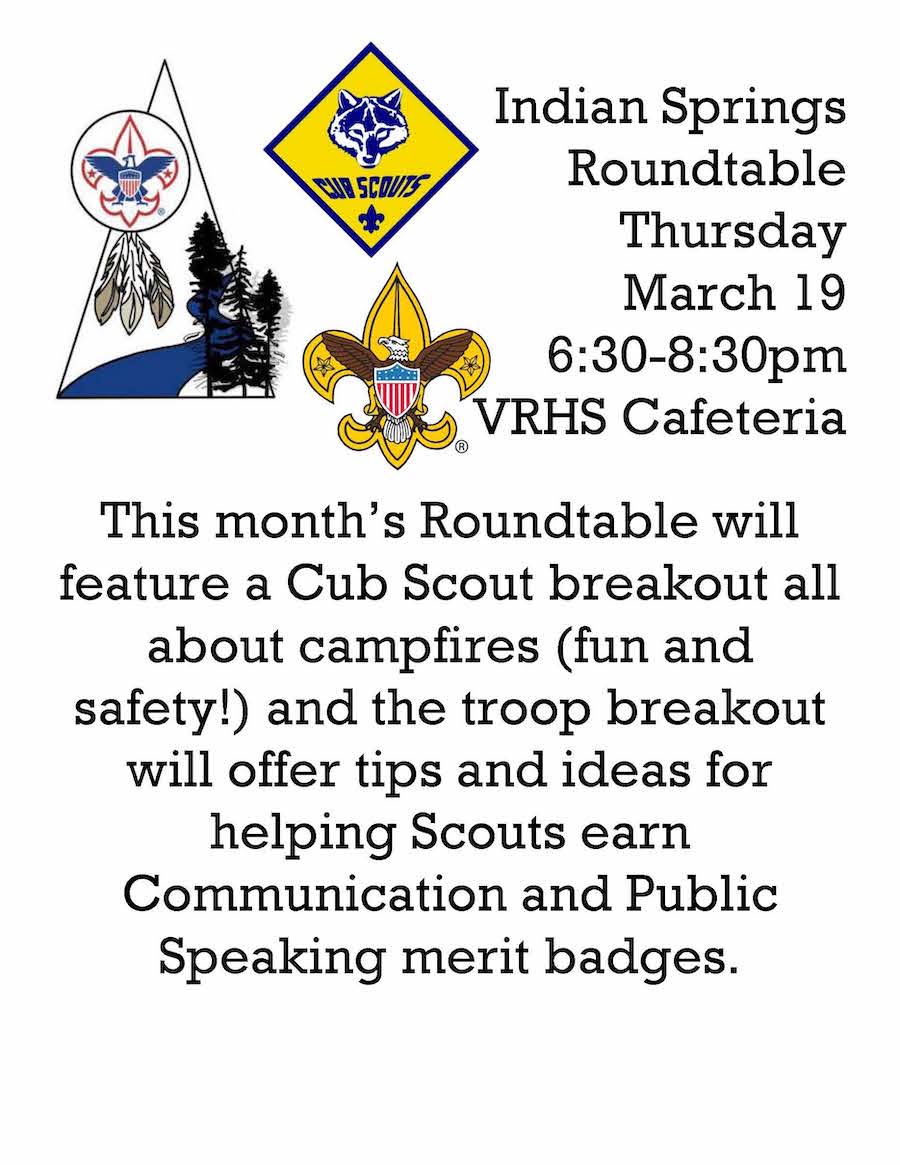 CUB SCOUTS
Indian Springs
Roundtable
Thursday
March 19
6:30-8:30pm
VRHS Cafeteria
®
®
This month's Roundtable will
feature a Cub Scout breakout all
about campfires (fun and
safety!) and the troop breakout
will offer tips and ideas for
helping Scouts earn
Communication and Public
Speaking merit badges.